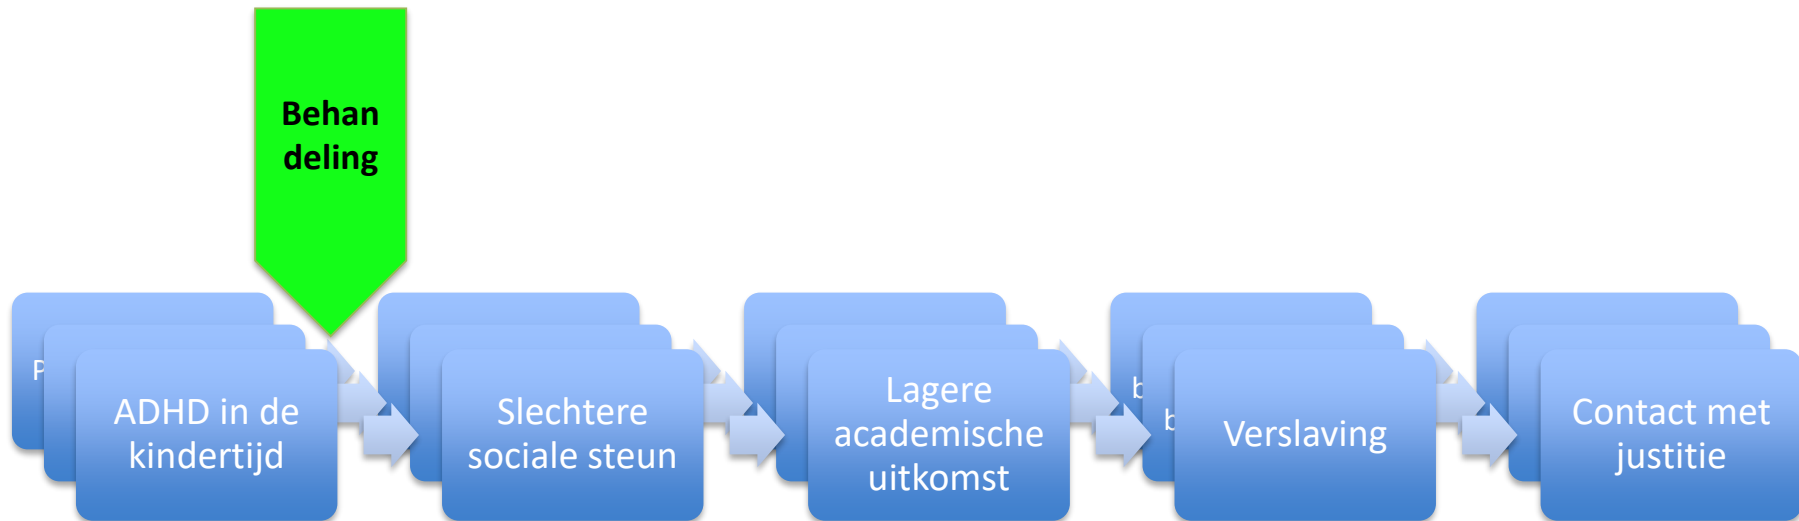 Behan
deling
ADHD in de
kindertijd
Slechtere
sociale steun
Lagere
academische
uitkomst
Verslaving
Contact met
justitie